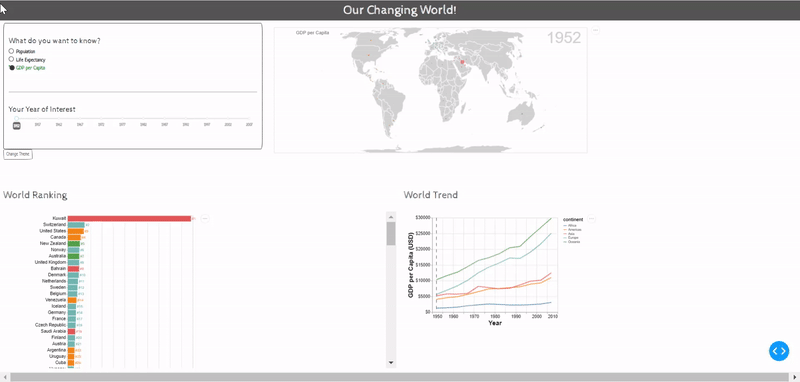 Our Changing World!
What do you want to know?
Population
Life Expectancy
GDP per Capita
Your Year of Interest
1952 1957 1962 1967 1972 1977 1982 1987 1992 1997 2002 2007
Change Theme
GDP per Capita
1952
World Ranking
Kuwait
Switzerland
United States
Canada
New Zealand
Norway
Australia
United Kingdom
Bahrain
Denmark
Netherlands
Sweden
Belgium
Venezuela
Iceland
Germany
France
Czech Republic
Saudi Arabia
Finland
Austria
Argentina
Uruguay
Cuba
World Trend
GDP per Capita (USD)
$30000
$25000
$20000
$15000
$10000
$5000
$0
1950 1960 1970 1980 1990 2000 2010
Year
continent
Africa
Americas
Asia
Europe
Oceania